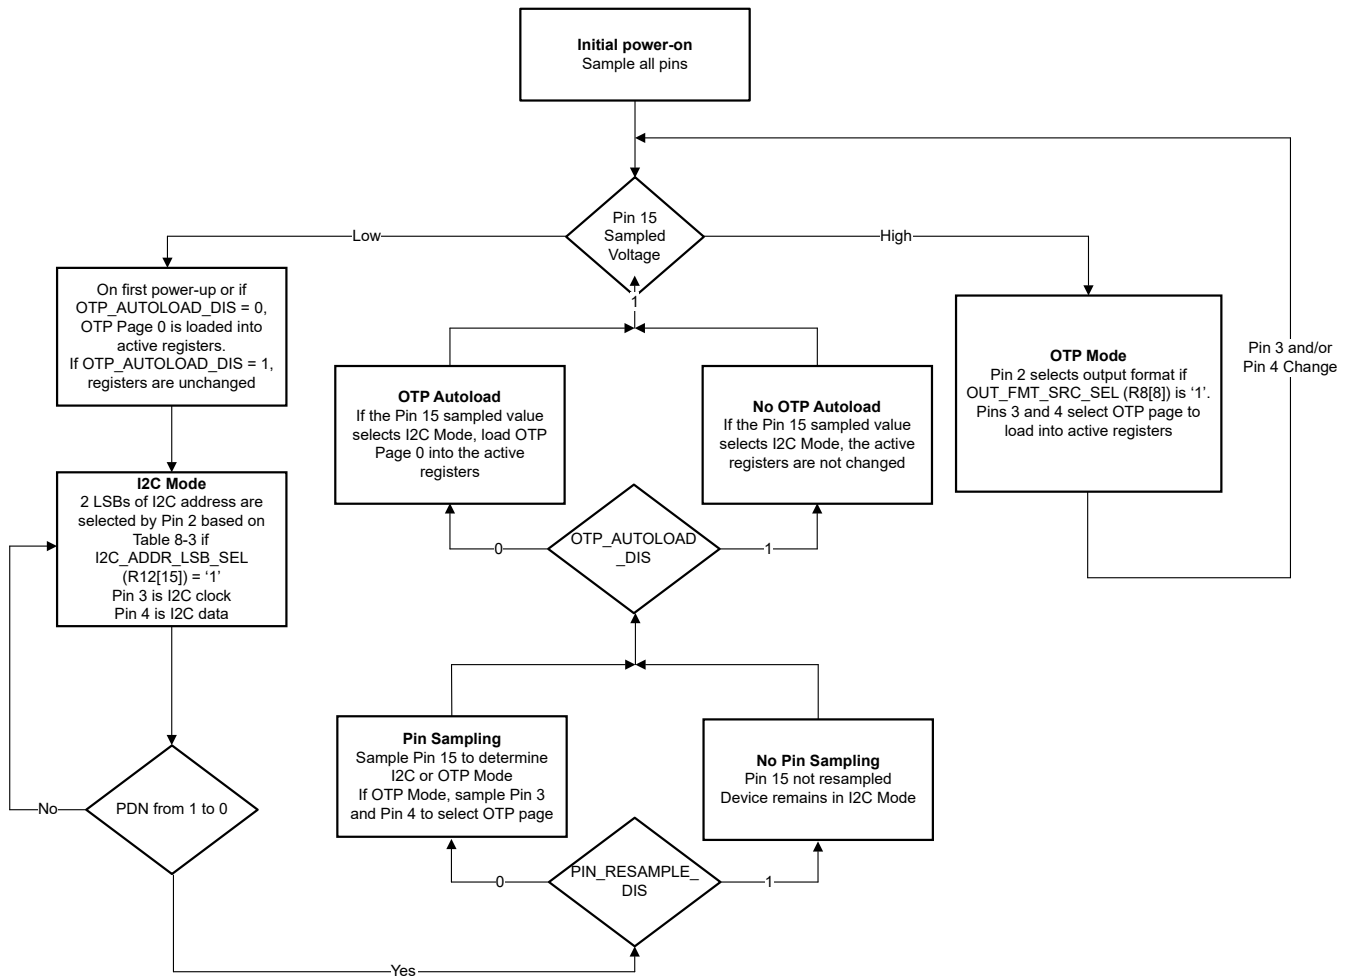 Initial power-on
Sample all pins
Pin 15
Sampled
Voltage
Low
High
On first power-up or if
OTP_AUTOLOAD_DIS = 0,
OTP Page 0 is loaded into
active registers.
If OTP_AUTOLOAD_DIS = 1,
registers are unchanged
1
OTP Mode
Pin 2 selects output format if
OUT_FMT_SRC_SEL (R8[8]) is ‘1’.
Pins 3 and 4 select OTP page to
load into active registers
Pin 3 and/or
Pin 4 Change
OTP Autoload
If the Pin 15 sampled value
selects I2C Mode, load OTP
Page 0 into the active
registers
No OTP Autoload
If the Pin 15 sampled value
selects I2C Mode, the active
registers are not changed
I2C Mode
2 LSBs of I2C address are
selected by Pin 2 based on
Table 8-3 if
I2C_ADDR_LSB_SEL
(R12[15]) = ‘1’
Pin 3 is I2C clock
Pin 4 is I2C data
0
OTP_AUTOLOAD
_DIS
1
Pin Sampling
Sample Pin 15 to determine
I2C or OTP Mode
If OTP Mode, sample Pin 3
and Pin 4 to select OTP page
No Pin Sampling
Pin 15 not resampled
Device remains in I2C Mode
No
PDN from 1 to 0
0
PIN_RESAMPLE_
DIS
1
Yes